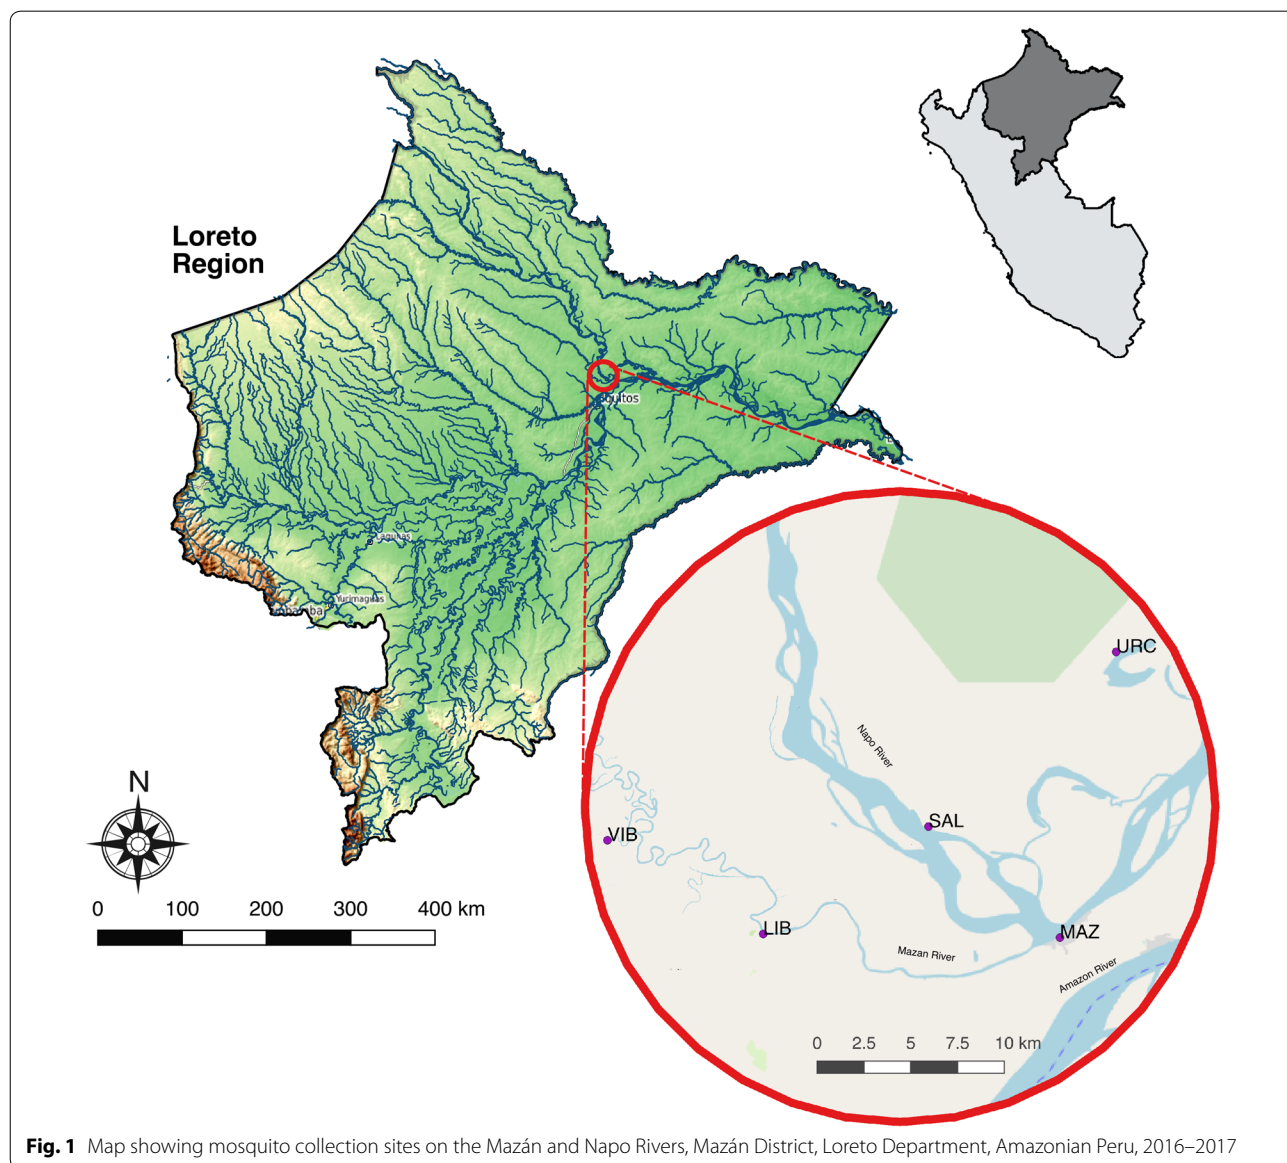 Loreto
Region
Lagunas
Yurimaguas
N
0 100 200 300 400 km
URC
Napo River
SAL
VIB
LIB
MAZ
Mazan River
Amazon River
0 2.5 5 7.5 10 km
Fig. 1 Map showing mosquito collection sites on the Mazán and Napo Rivers, Mazán District, Loreto Department, Amazonian Peru, 2016–2017